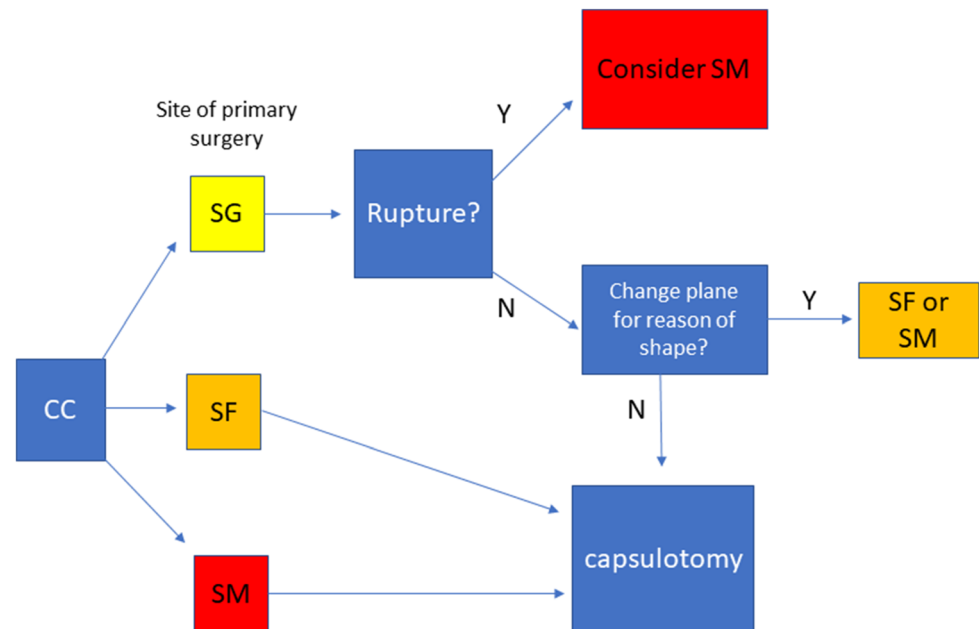 Consider SM
Site of primary
surgery
Y
SG
Rupture?
N
Change plane
for reason of
shape?
Y
SF or
SM
CC
SF
N
capsulotomy
SM